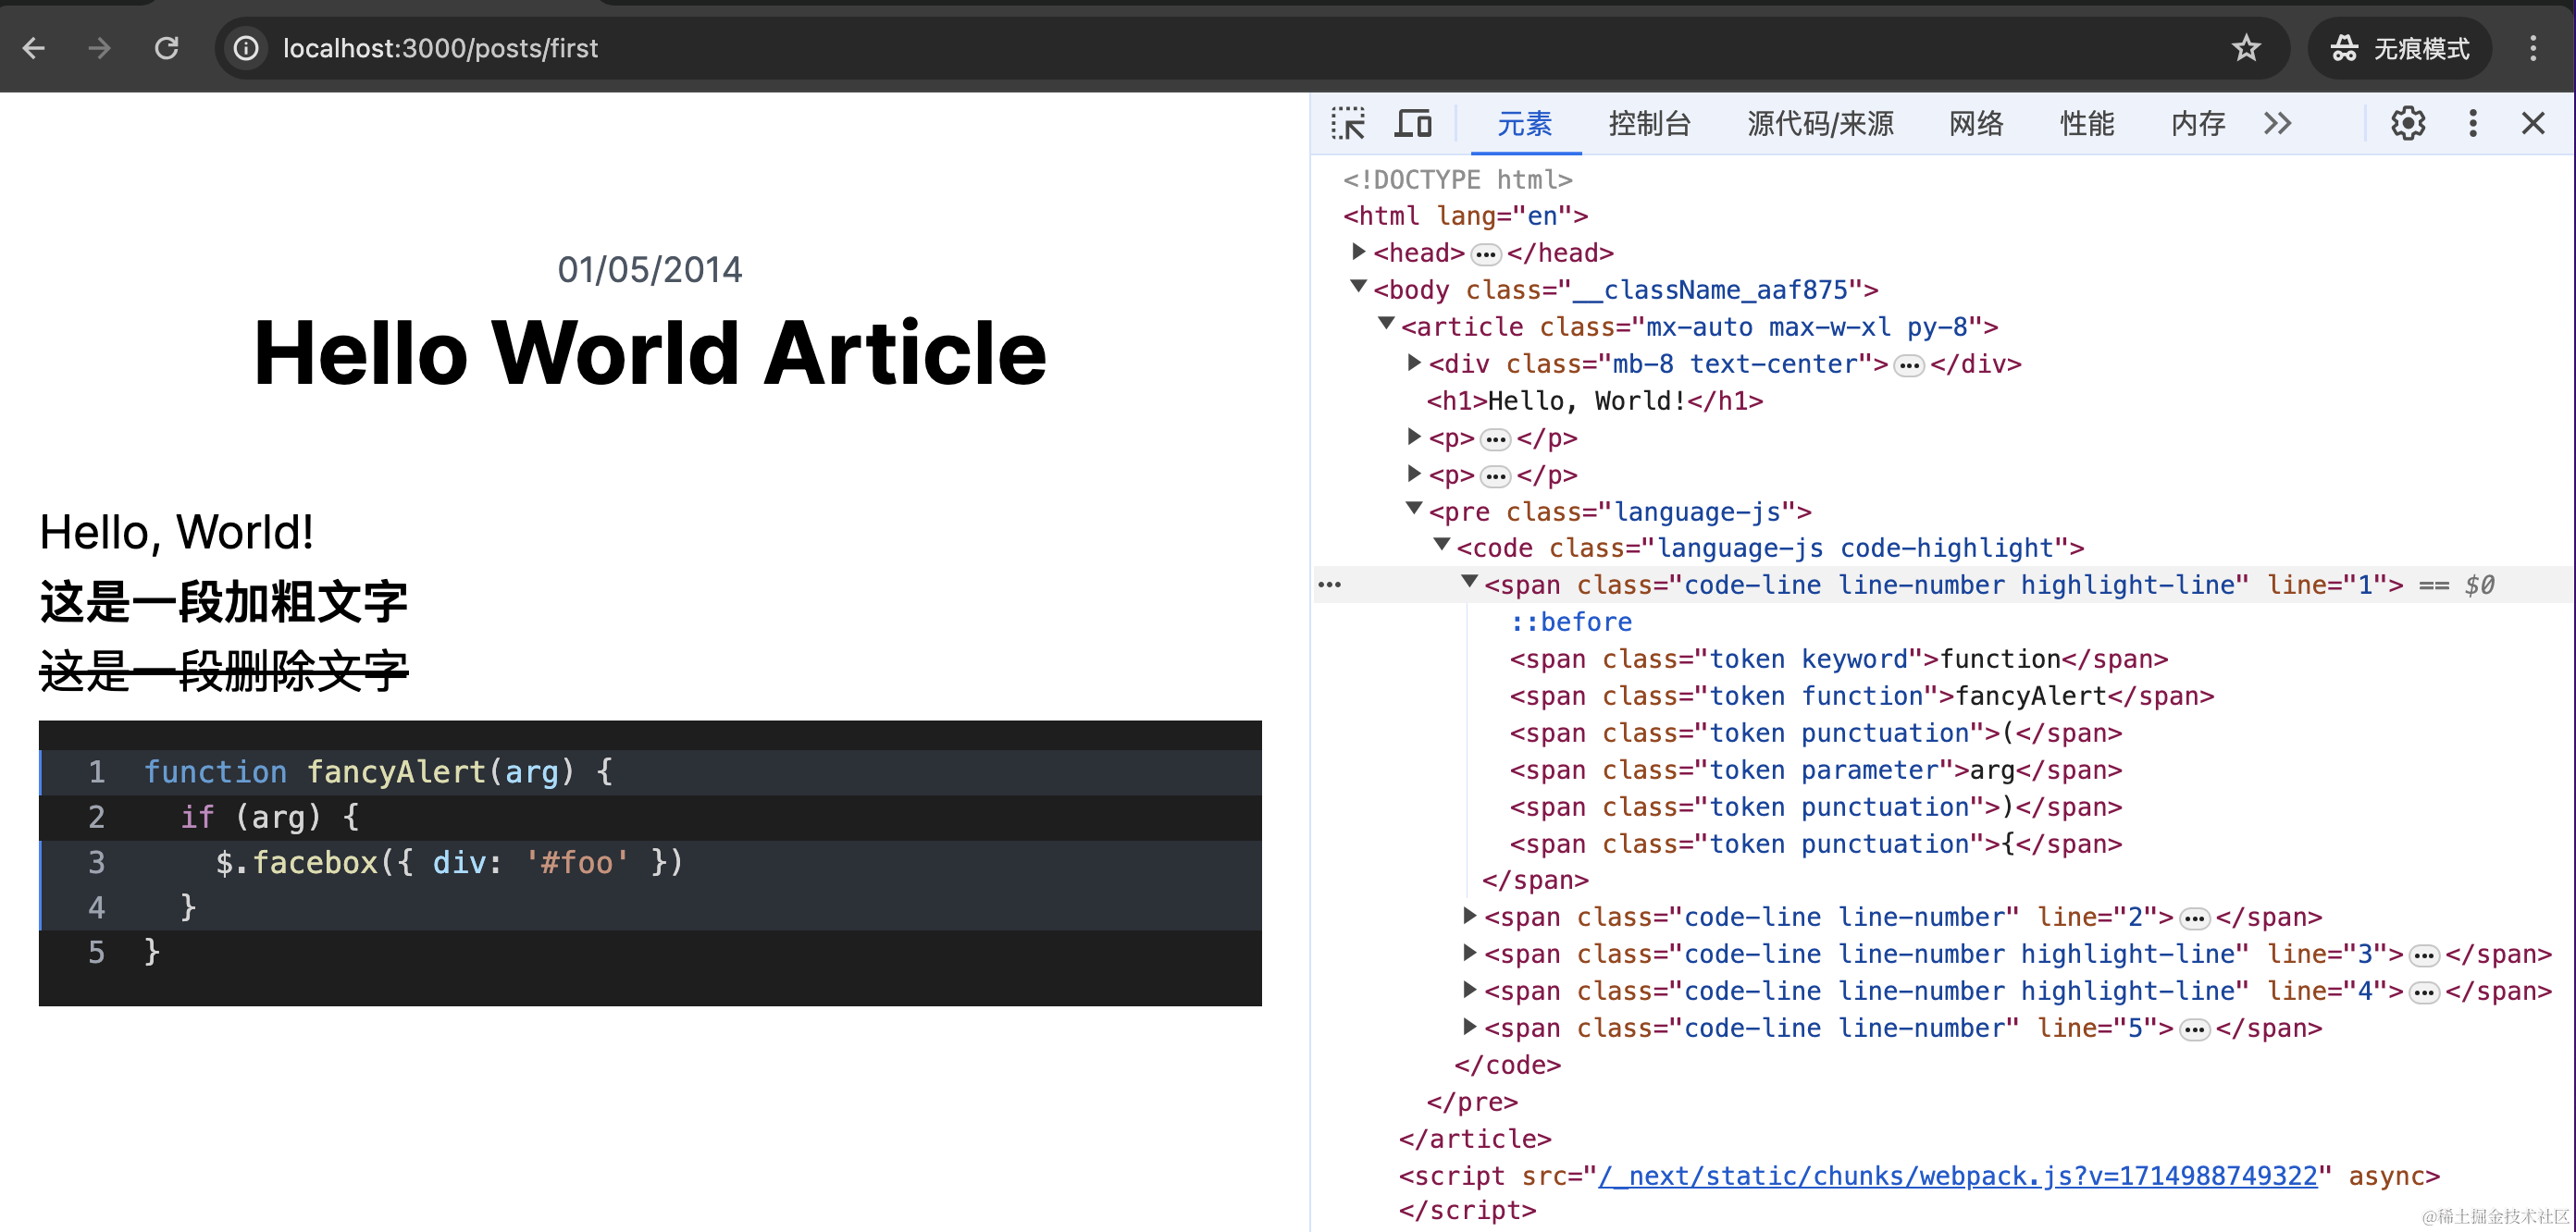 localhost:3000/posts/first
无痕模式
01/05/2014
Hello World Article
Hello, World!
这是一段加粗文字
这是一段删除文字
1 function fancyAlert(arg) {
2 if (arg) {
3 $.facebox({ div: '#foo' })
4 }
5 }
元素 控制台 源代码/来源 网络 性能 内存
<!DOCTYPE html>
<html lang="en">
<head>…</head>
<body class="__className_aaf875">
<article class="mx-auto max-w-xl py-8">
<div class="mb-8 text-center">…</div>
<h1>Hello, World!</h1>
<p>…</p>
<p>…</p>
<pre class="language-js">
<code class="language-js code-highlight">
<span class="code-line line-number highlight-line" line="1"> == $0
::before
<span class="token keyword">function</span>
<span class="token function">fancyAlert</span>
<span class="token punctuation">(</span>
<span class="token parameter">arg</span>
<span class="token punctuation">)</span>
<span class="token punctuation">{</span>
</span>
<span class="code-line line-number" line="2">…</span>
<span class="code-line line-number highlight-line" line="3">…</span>
<span class="code-line line-number highlight-line" line="4">…</span>
<span class="code-line line-number" line="5">…</span>
</code>
</pre>
</article>
<script src="/_next/static/chunks/webpack.js?v=1714988749322" async>
</script>
@稀土掘金技术社区